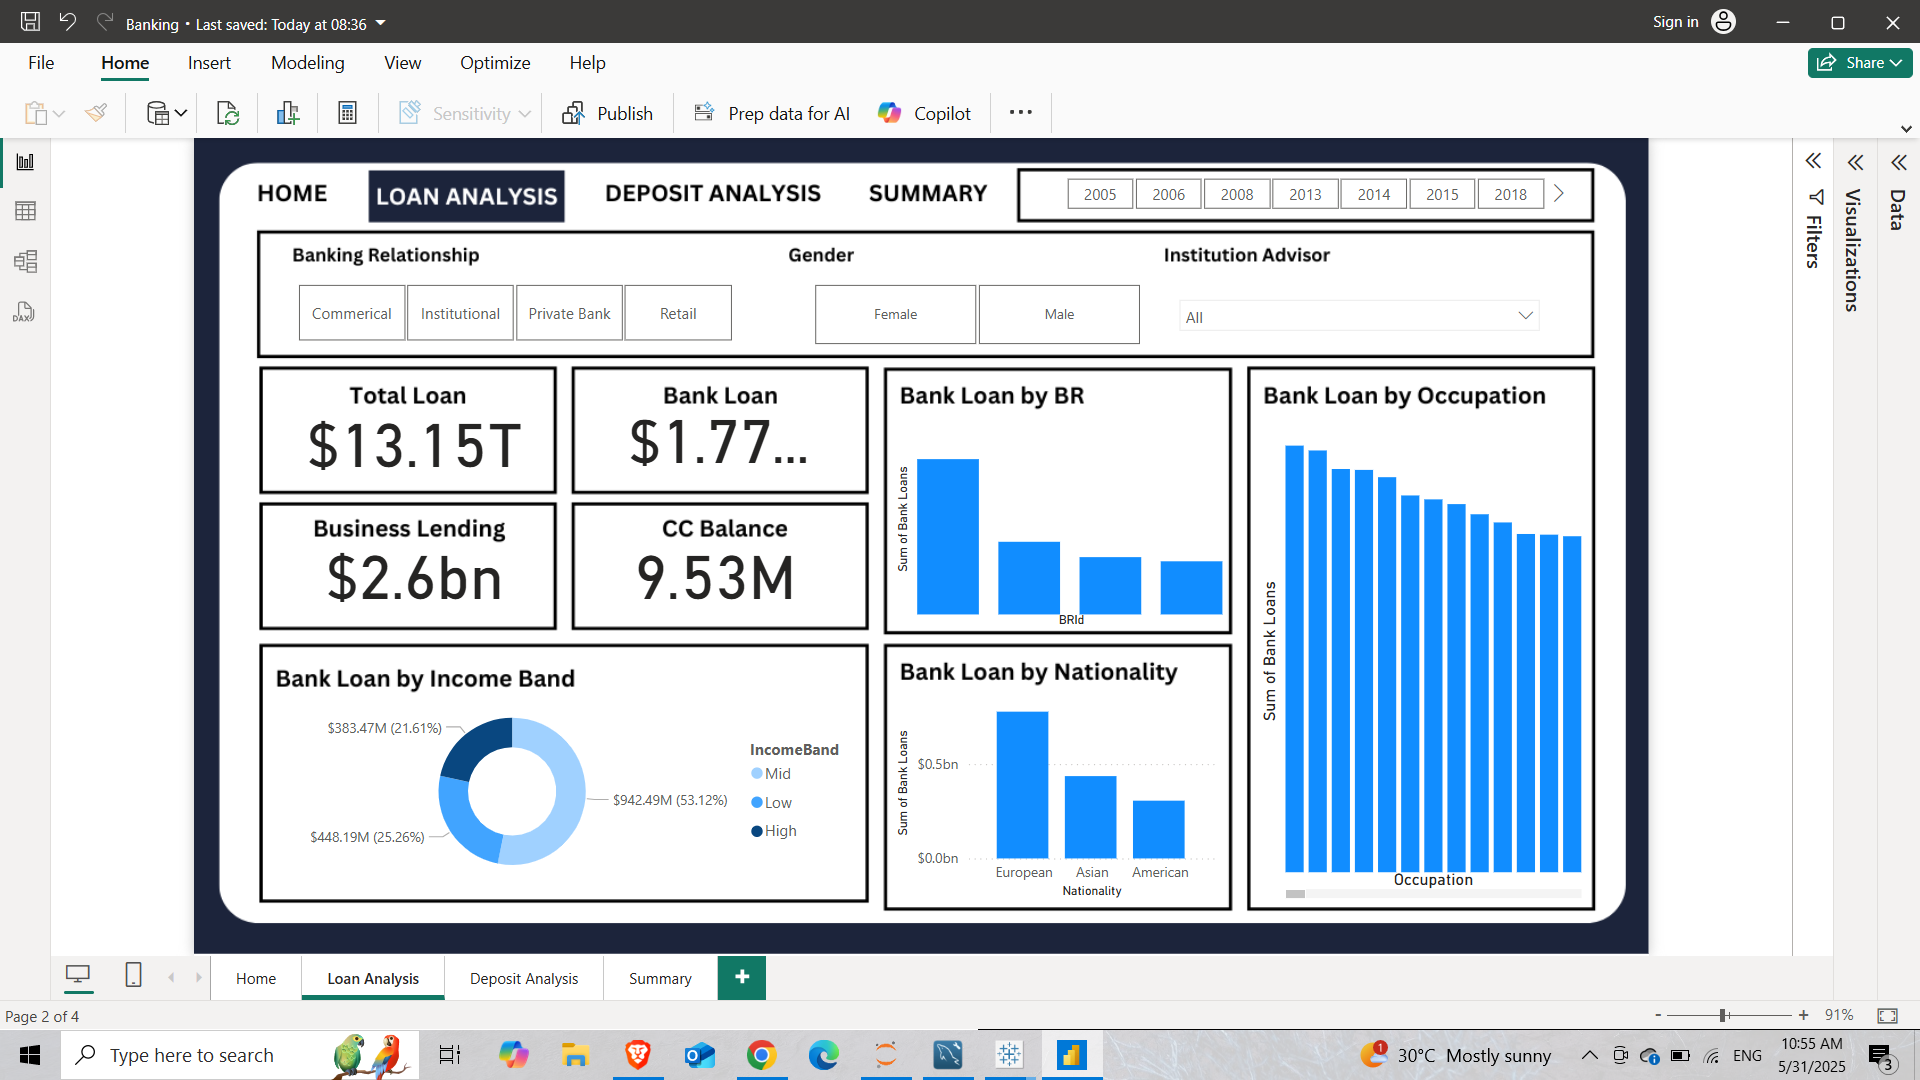 Banking • Last saved: Today at 08:36
Sign in
File Home Insert Modeling View Optimize Help
Share
Sensitivity
Publish
Prep data for AI
Copilot
HOME
LOAN ANALYSIS
DEPOSIT ANALYSIS
SUMMARY
2005 2006 2008 2013 2014 2015 2018
Banking Relationship
Gender
Institution Advisor
Commerical Institutional Private Bank Retail
Female Male
All
Total Loan
$13.15T
Bank Loan
$1.77...
Business Lending
$2.6bn
CC Balance
9.53M
Bank Loan by BR
Sum of Bank Loans
BRId
Bank Loan by Occupation
Sum of Bank Loans
Occupation
Bank Loan by Income Band
$383.47M (21.61%)
$942.49M (53.12%)
$448.19M (25.26%)
IncomeBand
Mid
Low
High
Bank Loan by Nationality
Sum of Bank Loans
$0.5bn
$0.0bn
European Asian American
Nationality
Filters
Visualizations
Data
DAX
Home Loan Analysis Deposit Analysis Summary
Page 2 of 4
- + 91%
Type here to search
1
30°C Mostly sunny
ENG
10:55 AM
5/31/2025
3